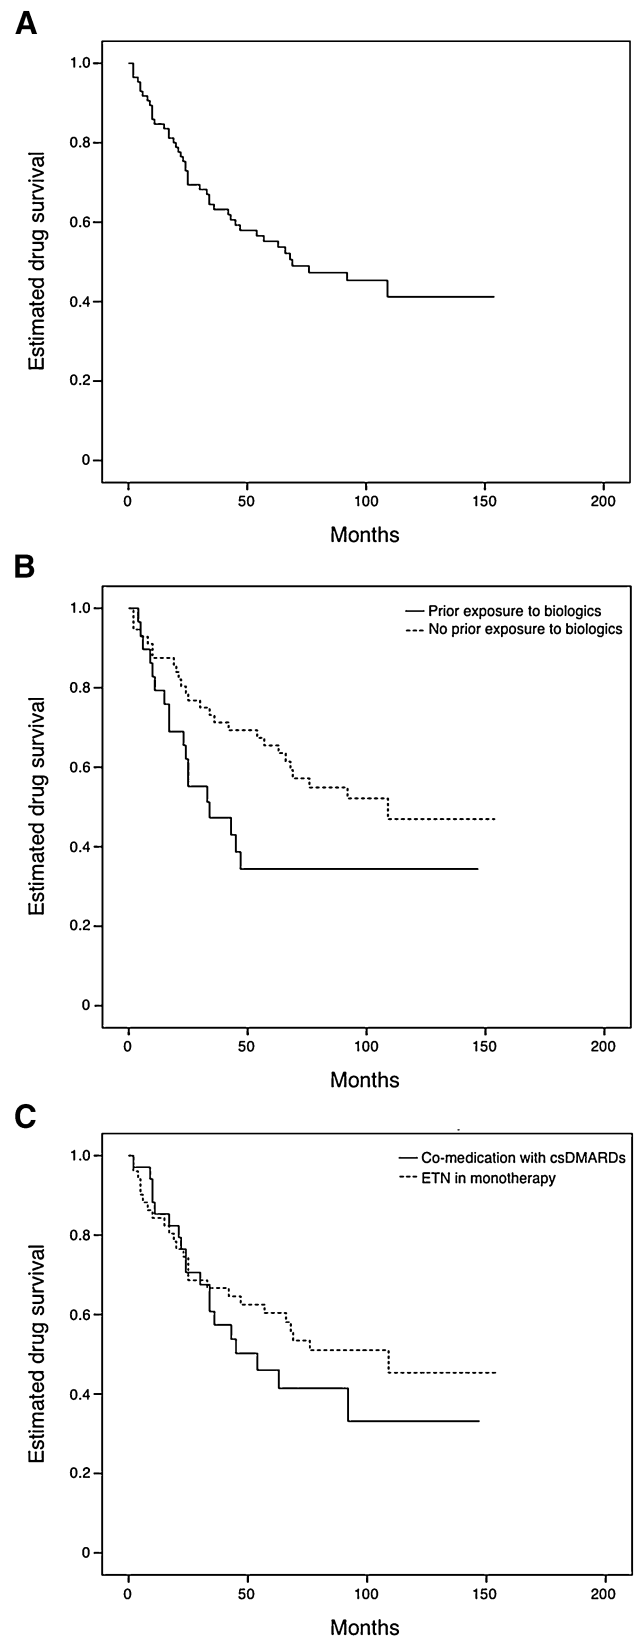 A
1.0
0.8
0.6
0.4
0.2
0
Estimated drug survival
0 50 100 150 200
Months
B
Prior exposure to biologics
No prior exposure to biologics
1.0
0.8
0.6
0.4
0.2
0
Estimated drug survival
0 50 100 150 200
Months
C
Co-medication with csDMARDs
ETN in monotherapy
1.0
0.8
0.6
0.4
0.2
0
Estimated drug survival
0 50 100 150 200
Months